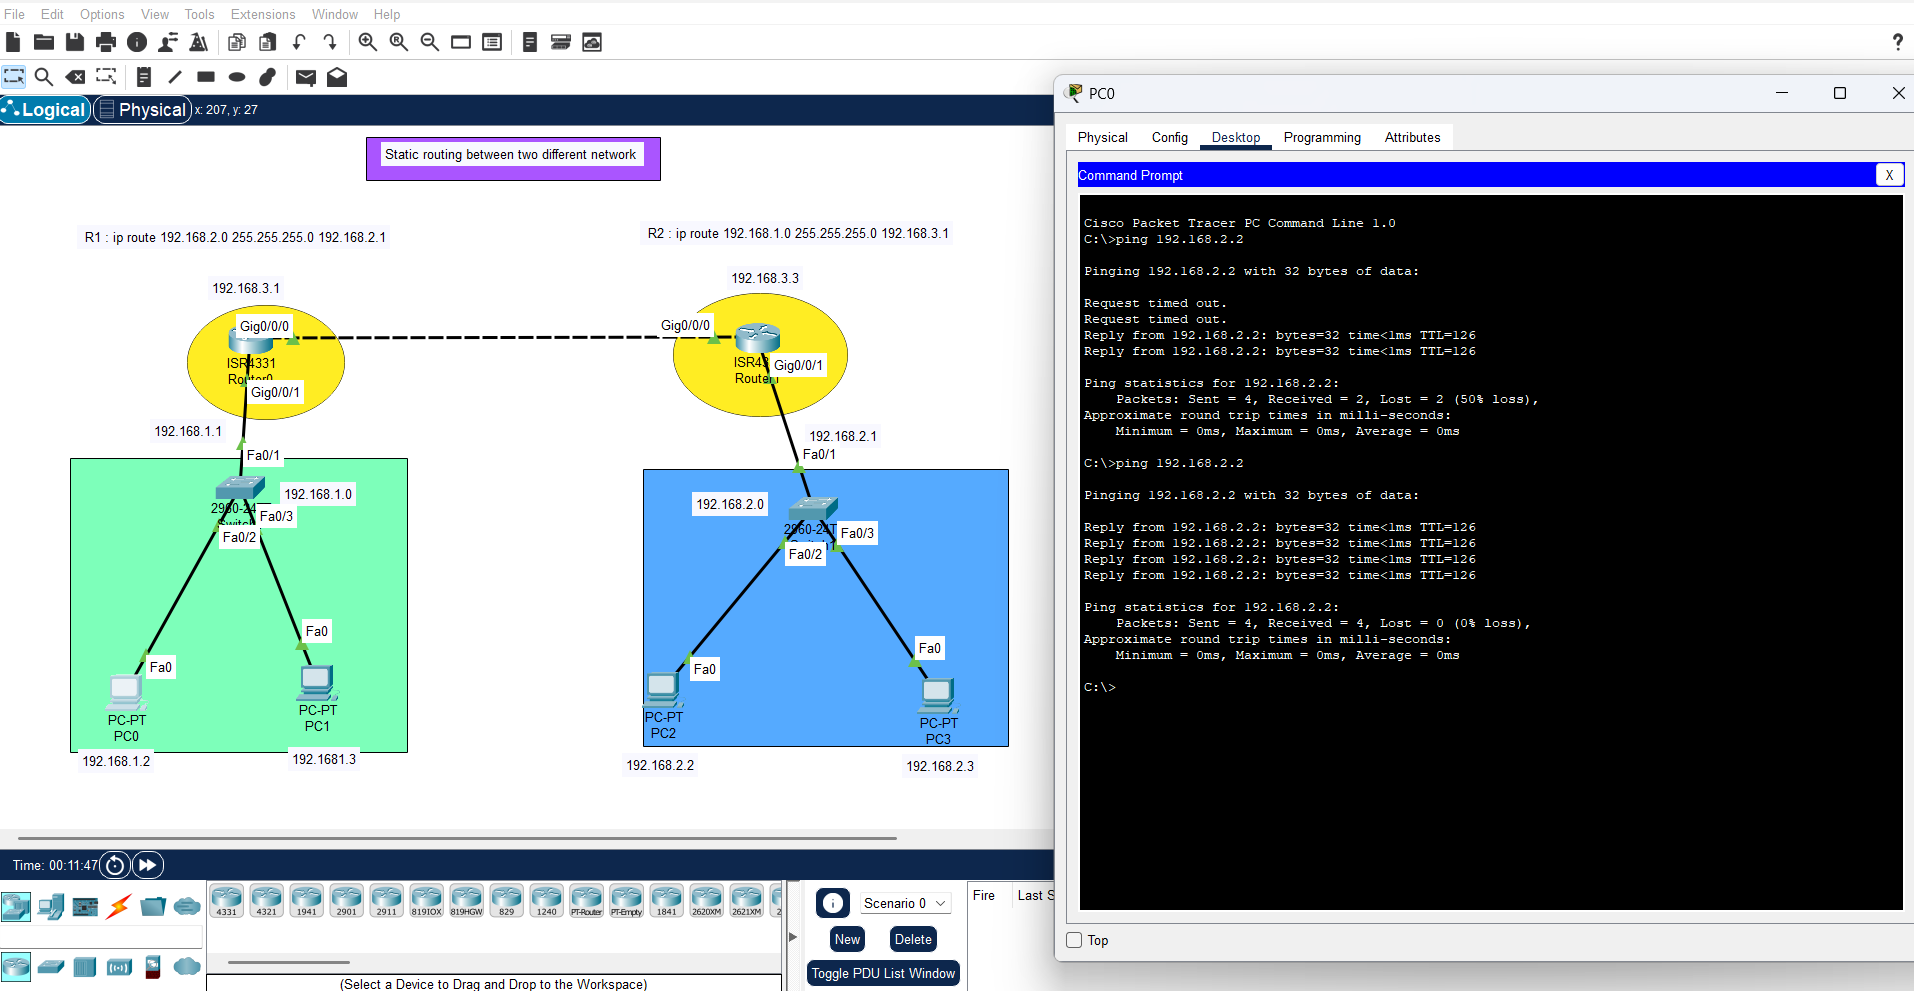 File Edit Options View Tools Extensions Window Help
?
Logical Physical x: 207, y: 27
Static routing between two different network
R1 : ip route 192.168.2.0 255.255.255.0 192.168.2.1
R2 : ip route 192.168.1.0 255.255.255.0 192.168.3.1
192.168.3.1
192.168.3.3
Gig0/0/0
Gig0/0/0
ISR4331
Router0
Gig0/0/1
ISR43
Router1
Gig0/0/1
192.168.1.1
192.168.2.1
Fa0/1
Fa0/1
192.168.1.0
2960-24
Fa0/3
Fa0/2
192.168.2.0
2960-24T
Fa0/3
Fa0/2
Fa0
Fa0
Fa0
Fa0
PC-PT
PC0
192.168.1.2
PC-PT
PC1
192.1681.3
PC-PT
PC2
192.168.2.2
PC-PT
PC3
192.168.2.3
Time: 00:11:47
4331 4321 1941 2901 2911 819IOX 819HGW 829 1240 PT-Router PT-Empty 1841 2620XM 2621XM 2
(Select a Device to Drag and Drop to the Workspace)
Scenario 0
New Delete
Toggle PDU List Window
Fire Last S
PC0
Physical Config Desktop Programming Attributes
Command Prompt X
Cisco Packet Tracer PC Command Line 1.0
C:\>ping 192.168.2.2
Pinging 192.168.2.2 with 32 bytes of data:
Request timed out.
Request timed out.
Reply from 192.168.2.2: bytes=32 time<1ms TTL=126
Reply from 192.168.2.2: bytes=32 time<1ms TTL=126
Ping statistics for 192.168.2.2:
Packets: Sent = 4, Received = 2, Lost = 2 (50% loss),
Approximate round trip times in milli-seconds:
Minimum = 0ms, Maximum = 0ms, Average = 0ms
C:\>ping 192.168.2.2
Pinging 192.168.2.2 with 32 bytes of data:
Reply from 192.168.2.2: bytes=32 time<1ms TTL=126
Reply from 192.168.2.2: bytes=32 time<1ms TTL=126
Reply from 192.168.2.2: bytes=32 time<1ms TTL=126
Reply from 192.168.2.2: bytes=32 time<1ms TTL=126
Ping statistics for 192.168.2.2:
Packets: Sent = 4, Received = 4, Lost = 0 (0% loss),
Approximate round trip times in milli-seconds:
Minimum = 0ms, Maximum = 0ms, Average = 0ms
C:\>
Top